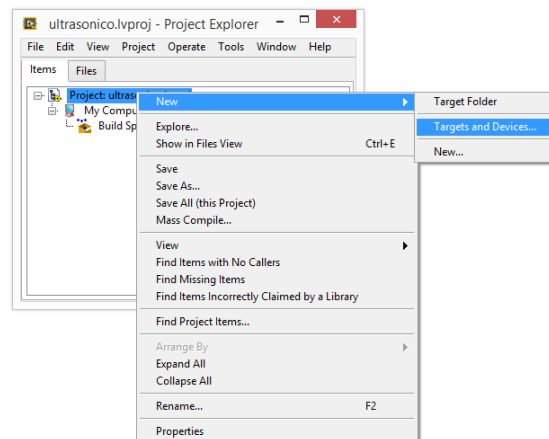 ultrasonico.lvproj - Project Explorer
File Edit View Project Operate Tools Window Help
Items Files
Project:
My
Build
New
Explore...
Show in Files View Ctrl+E
Save
Save As...
Save All (this Project)
Mass Compile...
View
Find Items with No Callers
Find Missing Items
Find Items Incorrectly Claimed by a Library
Find Project Items...
Arrange By
Expand All
Collapse All
Rename... F2
Properties
Target Folder
Targets and Devices...
New...